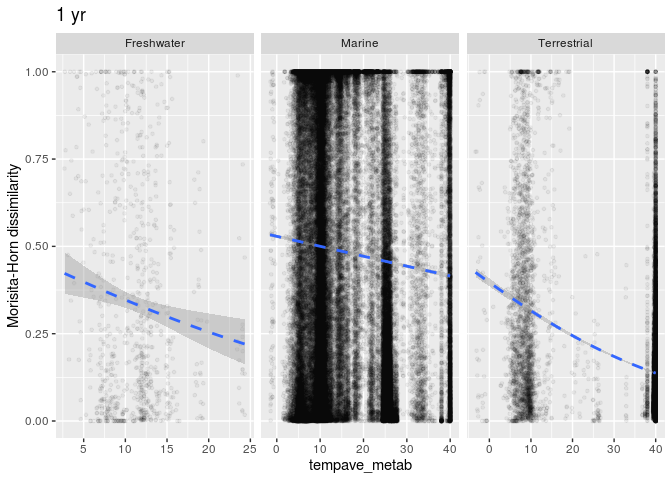 1 yr
Freshwater Marine Terrestrial
Morisita-Horn dissimilarity
1.00
0.75
0.50
0.25
0.00
5 10 15 20 25 0 10 20 30 40 0 10 20 30 40
tempave_metab